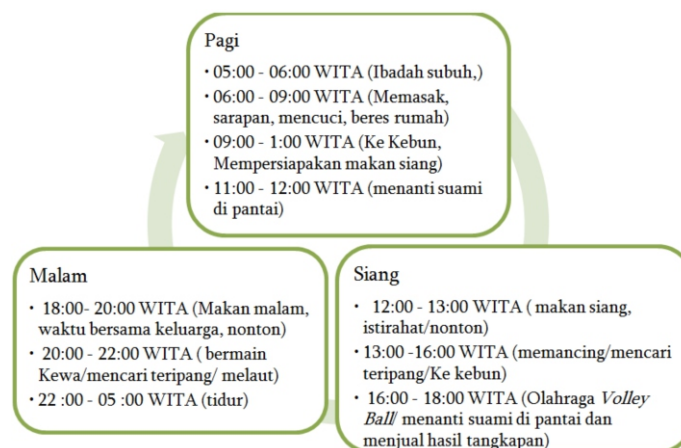 Pagi
• 05:00 - 06:00 WITA (Ibadah subuh,)
• 06:00 - 09:00 WITA (Memasak,
sarapan, mencuci, beres rumah)
• 09:00 - 1:00 WITA (Ke Kebun,
Mempersiapakan makan siang)
• 11:00 - 12:00 WITA (menanti suami
di pantai)
Siang
• 12:00 - 13:00 WITA ( makan siang,
istirahat/nonton)
• 13:00 -16:00 WITA (memancing/mencari
teripang/Ke kebun)
• 16:00 - 18:00 WITA (Olahraga Volley
Ball/ menanti suami di pantai dan
menjual hasil tangkapan)
Malam
• 18:00- 20:00 WITA (Makan malam,
waktu bersama keluarga, nonton)
• 20:00 - 22:00 WITA ( bermain
Kewa/mencari teripang/ melaut)
• 22 :00 - 05 :00 WITA (tidur)